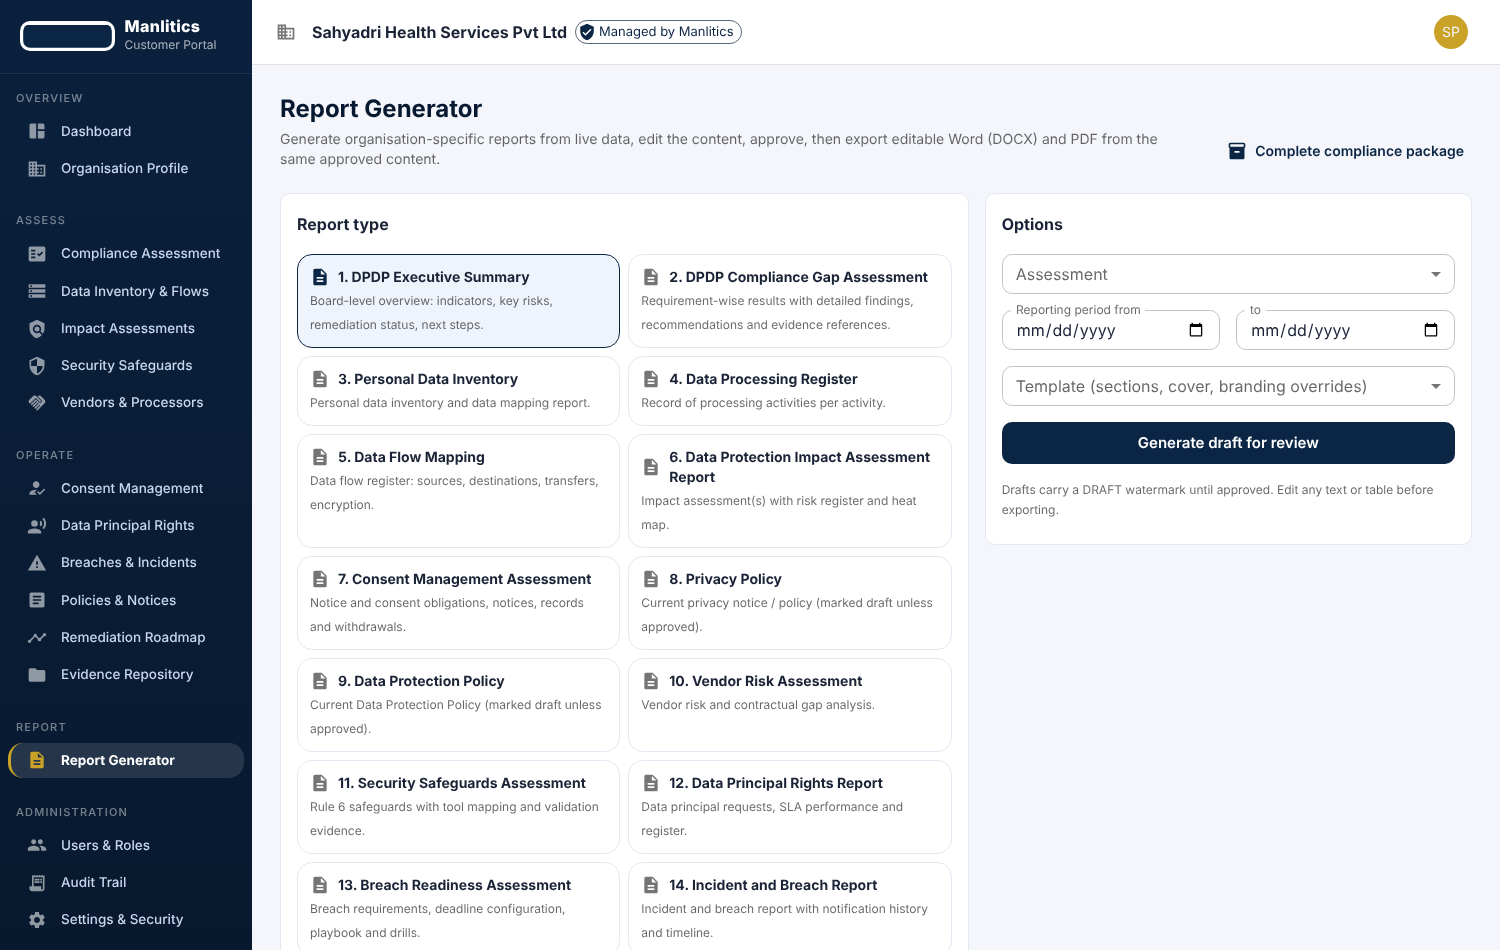 Manlitics
Customer Portal
OVERVIEW
Dashboard
Organisation Profile
ASSESS
Compliance Assessment
Data Inventory & Flows
Impact Assessments
Security Safeguards
Vendors & Processors
OPERATE
Consent Management
Data Principal Rights
Breaches & Incidents
Policies & Notices
Remediation Roadmap
Evidence Repository
REPORT
Report Generator
ADMINISTRATION
Users & Roles
Audit Trail
Settings & Security
Sahyadri Health Services Pvt Ltd
Managed by Manlitics
SP
Report Generator
Generate organisation-specific reports from live data, edit the content, approve, then export editable Word (DOCX) and PDF from the
same approved content.
Complete compliance package
Report type
1. DPDP Executive Summary
Board-level overview: indicators, key risks,
remediation status, next steps.
2. DPDP Compliance Gap Assessment
Requirement-wise results with detailed findings,
recommendations and evidence references.
3. Personal Data Inventory
Personal data inventory and data mapping report.
4. Data Processing Register
Record of processing activities per activity.
5. Data Flow Mapping
Data flow register: sources, destinations, transfers,
encryption.
6. Data Protection Impact Assessment
Report
Impact assessment(s) with risk register and heat
map.
7. Consent Management Assessment
Notice and consent obligations, notices, records
and withdrawals.
8. Privacy Policy
Current privacy notice / policy (marked draft unless
approved).
9. Data Protection Policy
Current Data Protection Policy (marked draft unless
approved).
10. Vendor Risk Assessment
Vendor risk and contractual gap analysis.
11. Security Safeguards Assessment
Rule 6 safeguards with tool mapping and validation
evidence.
12. Data Principal Rights Report
Data principal requests, SLA performance and
register.
13. Breach Readiness Assessment
Breach requirements, deadline configuration,
playbook and drills.
14. Incident and Breach Report
Incident and breach report with notification history
and timeline.
Options
Assessment
Reporting period from
mm/dd/yyyy
to
mm/dd/yyyy
Template (sections, cover, branding overrides)
Generate draft for review
Drafts carry a DRAFT watermark until approved. Edit any text or table before
exporting.